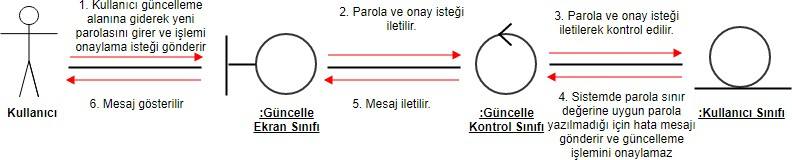 1. Kullanıcı güncelleme
alanına giderek yeni
parolasını girer ve işlemi
onaylama isteği gönderir
2. Parola ve onay isteği
iletilir.
3. Parola ve onay isteği
iletilerek kontrol edilir.
6. Mesaj gösterilir
5. Mesaj iletilir.
4. Sistemde parola sınır
değerine uygun parola
yazılmadığı için hata mesajı
gönderir ve güncelleme
işlemini onaylamaz
Kullanıcı
:Güncelle
Ekran Sınıfı
:Güncelle
Kontrol Sınıfı
:Kullanıcı Sınıfı